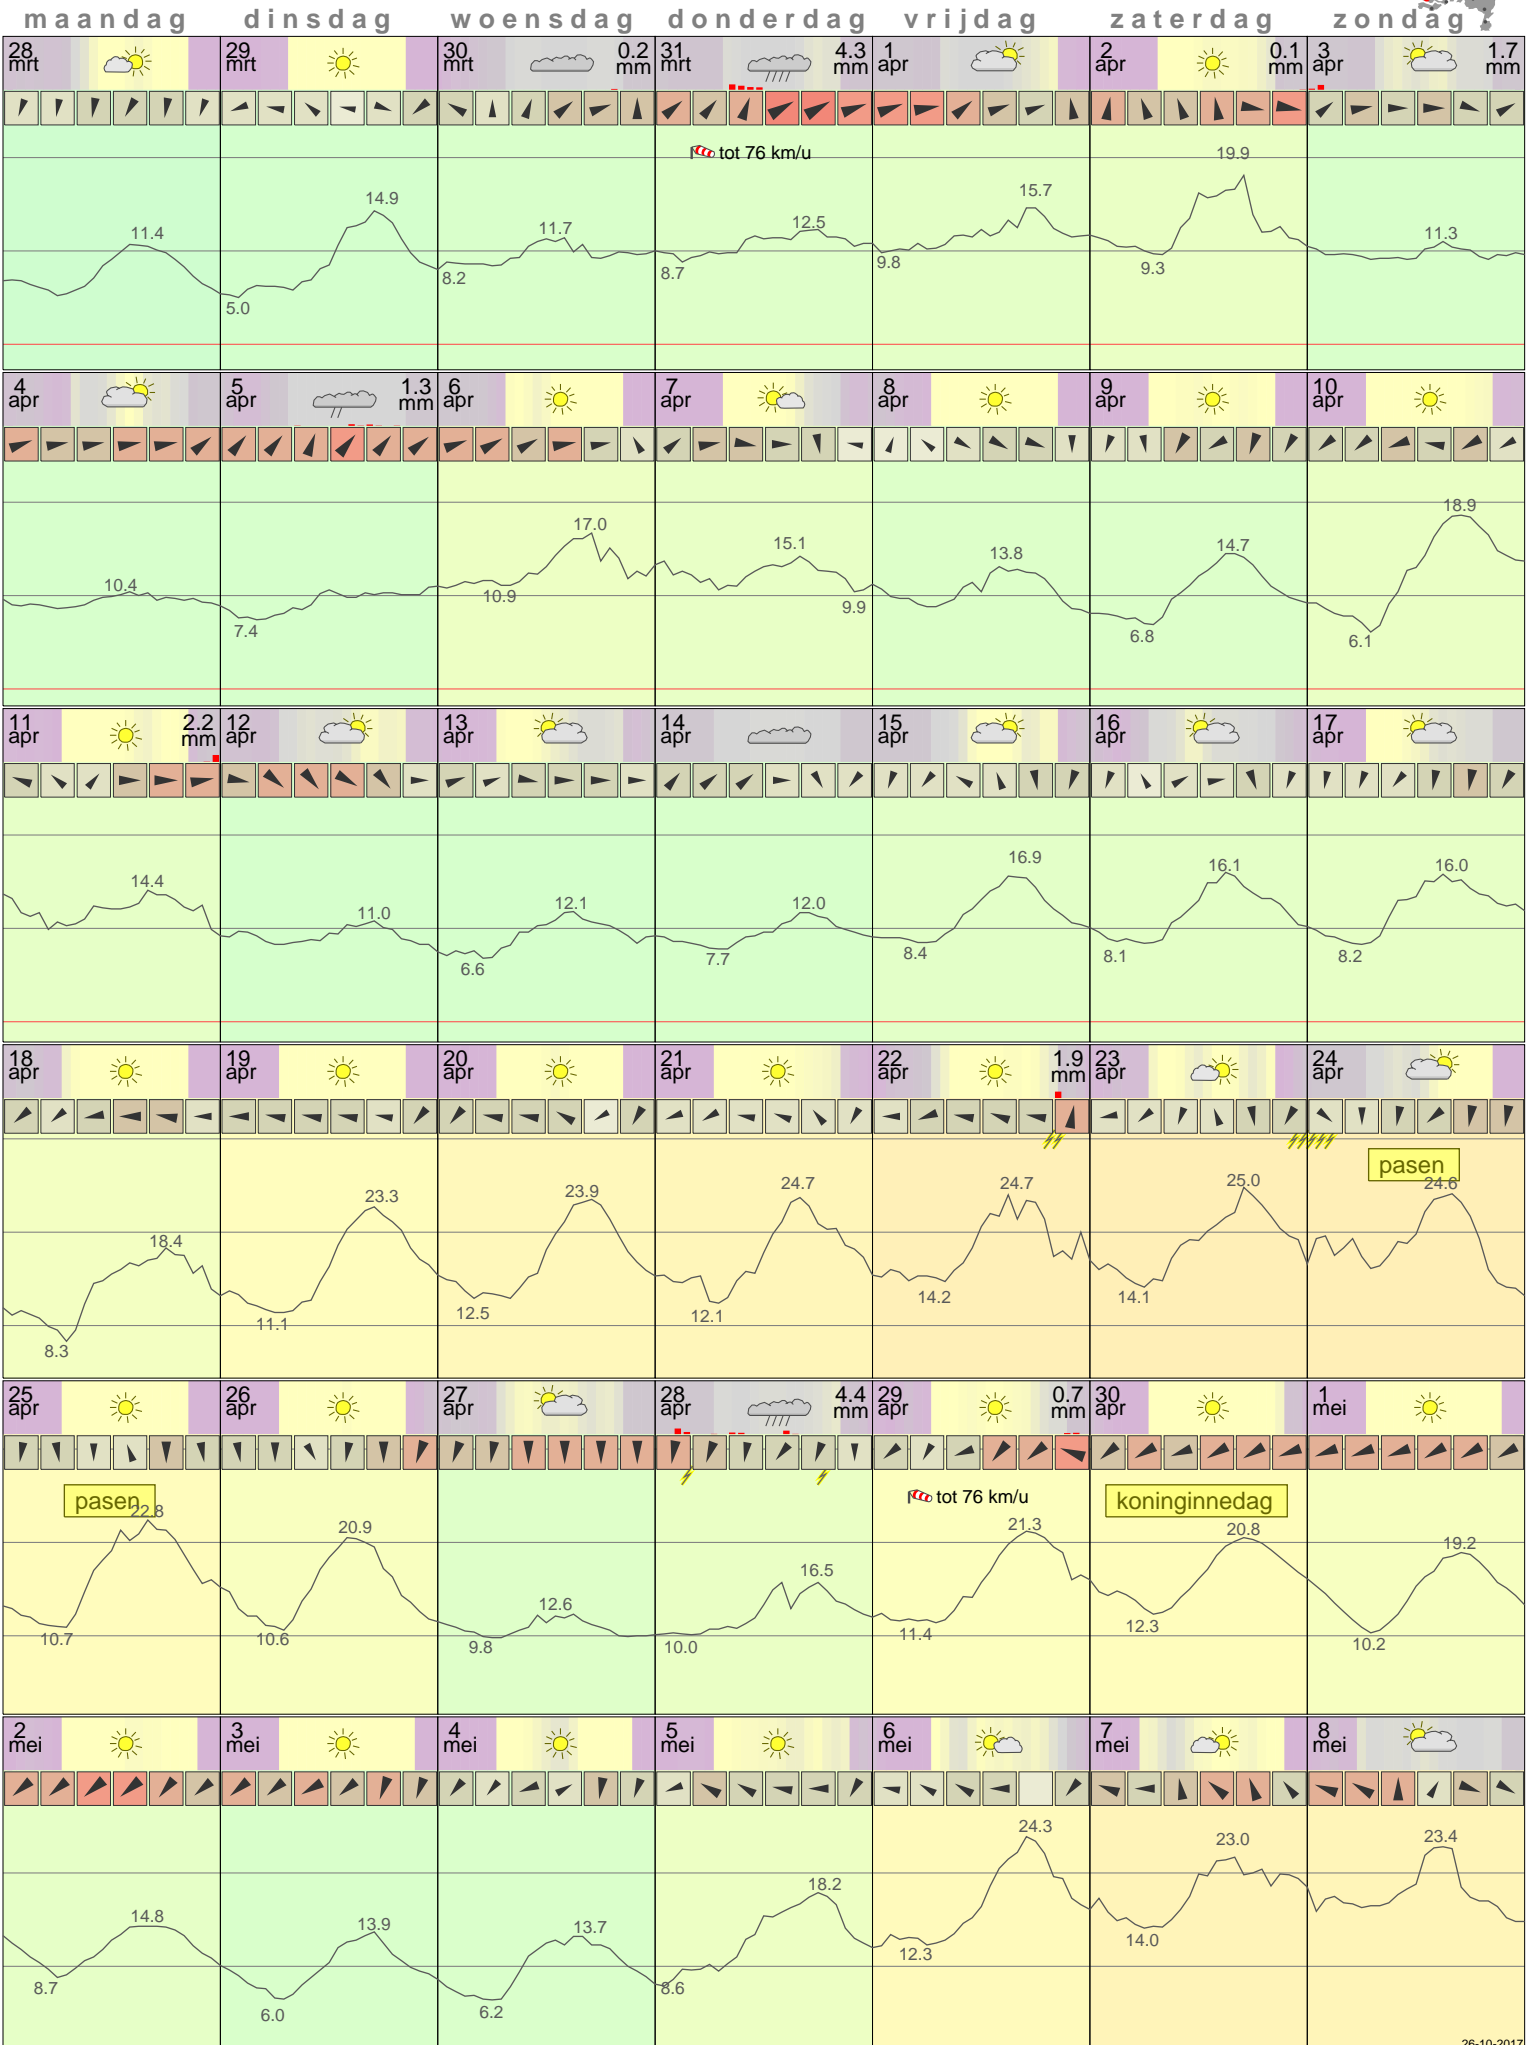 maandag dinsdag woensdag donderdag vrijdag zaterdag zondag
28 29 30 0.2 31 4.3 1 2 0.1 3 1.7
mrt mrt mrt mm mrt mm apr apr mm apr mm
tot 76 km/u
19.9
15.7
14.9
12.5
11.4 11.7 11.3
9.8
8.2 8.7 9.3
5.0
4 5 1.3 6 7 8 9 10
apr apr mm apr apr apr apr apr
18.9
17.0
15.1 13.8 14.7
10.4 10.9 9.9
7.4 6.8 6.1
11 2.2 12 13 14 15 16 17
apr mm apr apr apr apr apr apr
16.9 16.1 16.0
14.4
11.0 12.1 12.0
6.6 7.7 8.4 8.1 8.2
18 19 20 21 22 1.9 23 24
apr apr apr apr apr mm apr apr
pasen
23.3 23.9 24.7 24.7 25.0 24.6
18.4
14.2 14.1
11.1 12.5 12.1
8.3
25 26 27 28 4.4 29 0.7 30 1
apr apr apr apr mm apr mm apr mei
tot 76 km/u
pasen koninginnedag
22.8 20.9 21.3 20.8 19.2
16.5
12.6
10.7 10.6 9.8 10.0 11.4 12.3 10.2
2 3 4 5 6 7 8
mei mei mei mei mei mei mei
24.3 23.0 23.4
18.2
14.8 13.9 13.7
12.3 14.0
8.7 8.6
6.0 6.2
26-10-2017